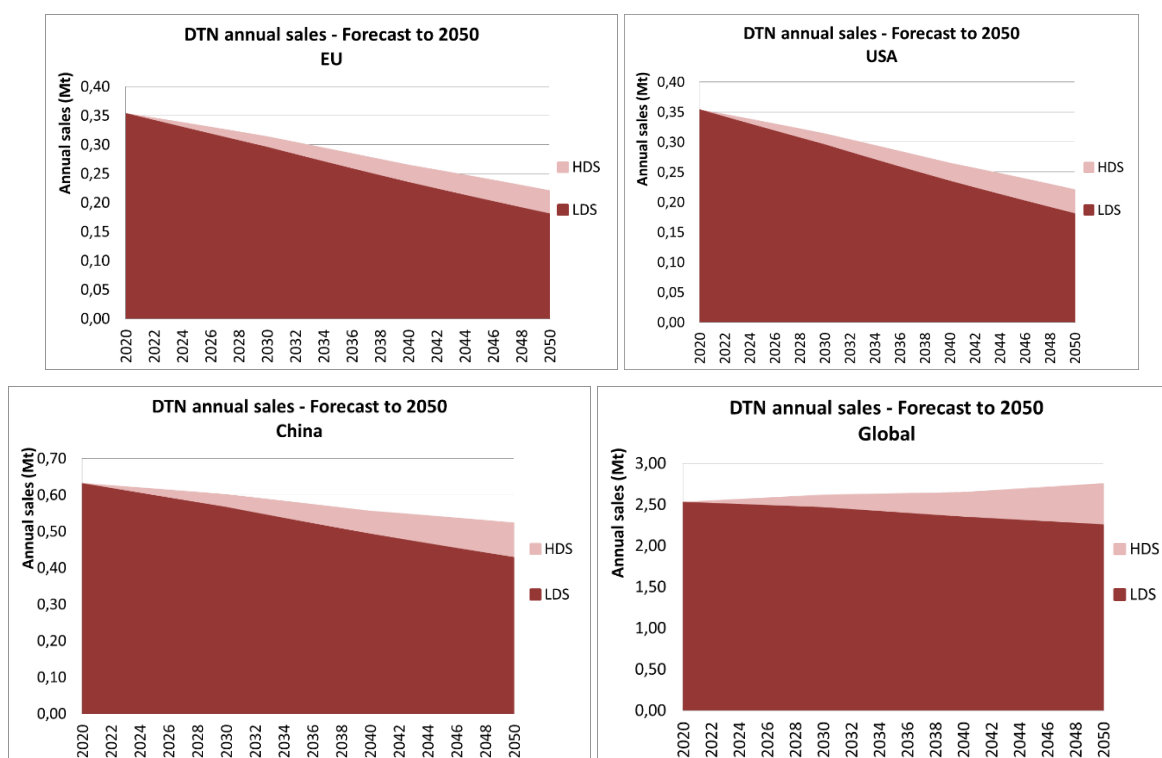 DTN annual sales - Forecast to 2050
EU
Annual sales (Mt)
0,40
0,35
0,30
0,25
0,20
0,15
0,10
0,05
0,00
2020 2022 2024 2026 2028 2030 2032 2034 2036 2038 2040 2042 2044 2046 2048 2050
HDS
LDS
DTN annual sales - Forecast to 2050
USA
Annual sales (Mt)
0,40
0,35
0,30
0,25
0,20
0,15
0,10
0,05
0,00
2020 2022 2024 2026 2028 2030 2032 2034 2036 2038 2040 2042 2044 2046 2048 2050
HDS
LDS
DTN annual sales - Forecast to 2050
China
Annual sales (Mt)
0,70
0,60
0,50
0,40
0,30
0,20
0,10
0,00
2020 2022 2024 2026 2028 2030 2032 2034 2036 2038 2040 2042 2044 2046 2048 2050
HDS
LDS
DTN annual sales - Forecast to 2050
Global
Annual sales (Mt)
3,00
2,50
2,00
1,50
1,00
0,50
0,00
2020 2022 2024 2026 2028 2030 2032 2034 2036 2038 2040 2042 2044 2046 2048 2050
HDS
LDS